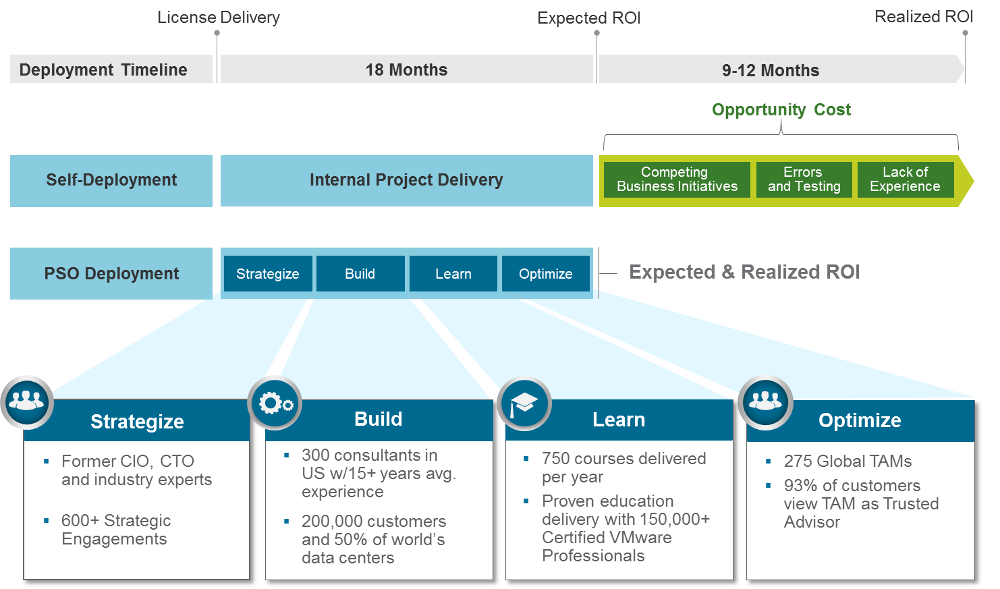 License Delivery
Expected ROI
Realized ROI
Deployment Timeline
18 Months
9-12 Months
Opportunity Cost
Self-Deployment
Internal Project Delivery
Competing
Business Initiatives
Errors
and Testing
Lack of
Experience
PSO Deployment
Strategize
Build
Learn
Optimize
Expected & Realized ROI
Strategize
▪ Former CIO, CTO
and industry experts
▪ 600+ Strategic
Engagements
Build
▪ 300 consultants in
US w/15+ years avg.
experience
▪ 200,000 customers
and 50% of world’s
data centers
Learn
▪ 750 courses delivered
per year
▪ Proven education
delivery with 150,000+
Certified VMware
Professionals
Optimize
▪ 275 Global TAMs
▪ 93% of customers
view TAM as Trusted
Advisor